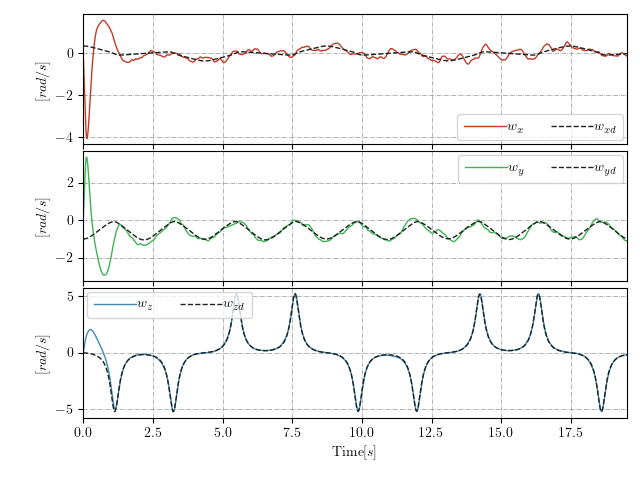 0
−2
−4
[rad/s]
w_x w_xd
2
0
−2
[rad/s]
w_y w_yd
5
0
−5
[rad/s]
w_z w_zd
0.0 2.5 5.0 7.5 10.0 12.5 15.0 17.5
Time[s]